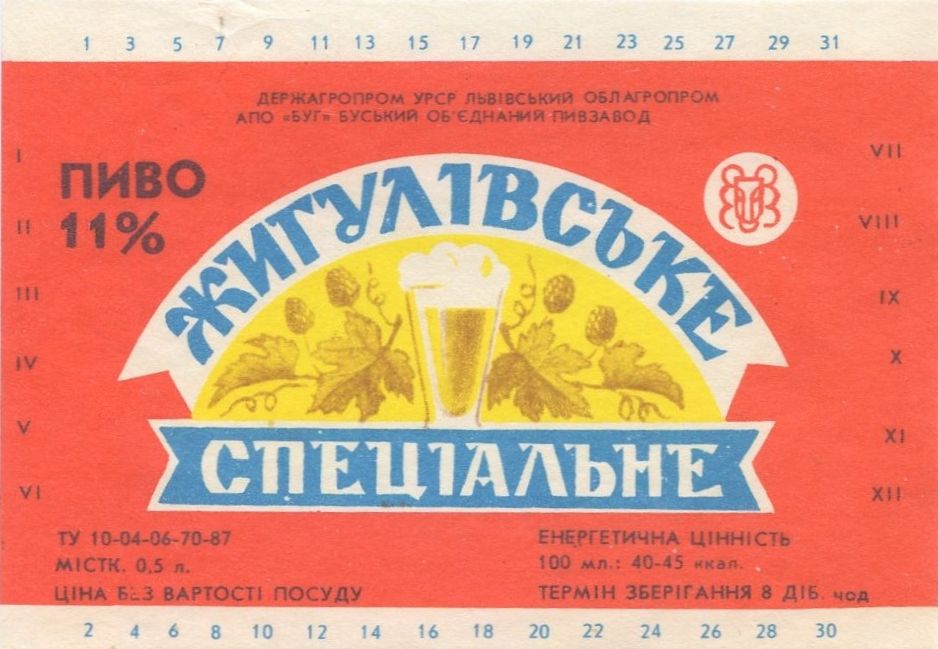 1 3 5 7 9 11 13 15 17 19 21 23 25 27 29 31
ДЕРЖАГРОПРОМ УРСР ЛЬВІВСЬКИЙ ОБЛАГРОПРОМ
АПО «БУГ» БУСЬКИЙ ОБ'ЄДНАНИЙ ПИВЗАВОД
ПИВО
11%
ЖИГУЛІВСЬКЕ
СПЕЦІАЛЬНЕ
I
II
III
IV
V
VI
VII
VIII
IX
X
XI
XII
ТУ 10-04-06-70-87
МІСТК. 0,5 л.
ЦІНА БЕЗ ВАРТОСТІ ПОСУДУ
ЕНЕРГЕТИЧНА ЦІННІСТЬ
100 мл.: 40-45 ккал.
ТЕРМІН ЗБЕРІГАННЯ 8 ДІБ. чод
2 4 6 8 10 12 14 16 18 20 22 24 26 28 30